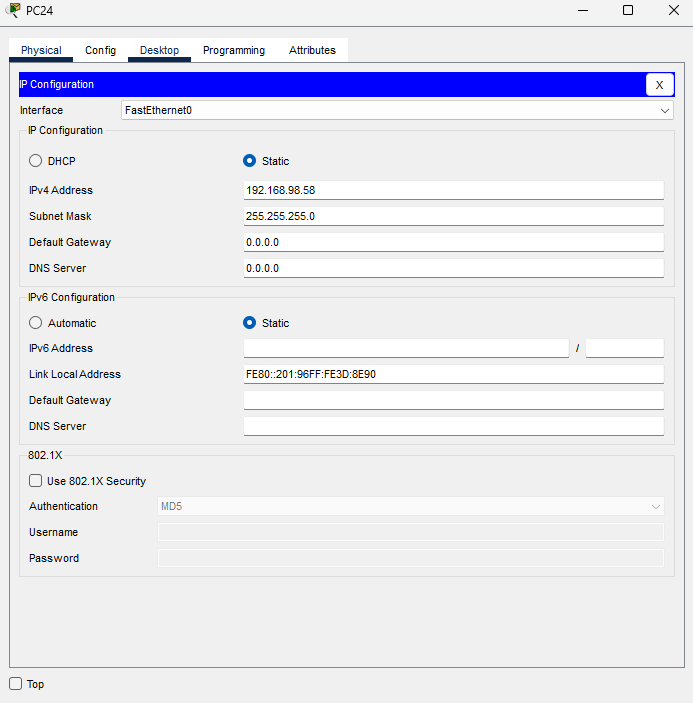 PC24
Physical Config Desktop Programming Attributes
IP Configuration X
Interface FastEthernet0
IP Configuration
DHCP Static
IPv4 Address 192.168.98.58
Subnet Mask 255.255.255.0
Default Gateway 0.0.0.0
DNS Server 0.0.0.0
IPv6 Configuration
Automatic Static
IPv6 Address /
Link Local Address FE80::201:96FF:FE3D:8E90
Default Gateway
DNS Server
802.1X
Use 802.1X Security
Authentication MD5
Username
Password
Top